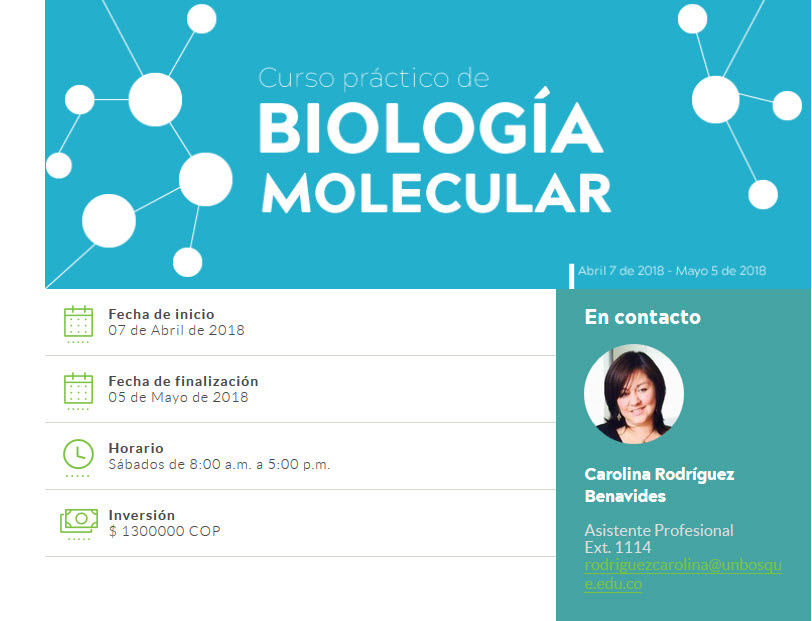 Curso práctico de
BIOLOGÍA
MOLECULAR
Abril 7 de 2018 - Mayo 5 de 2018
Fecha de inicio
07 de Abril de 2018
Fecha de finalización
05 de Mayo de 2018
Horario
Sábados de 8:00 a.m. a 5:00 p.m.
Inversión
$ 1300000 COP
En contacto
Carolina Rodríguez
Benavides
Asistente Profesional
Ext. 1114
rodriguezcarolina@unbosqu
e.edu.co